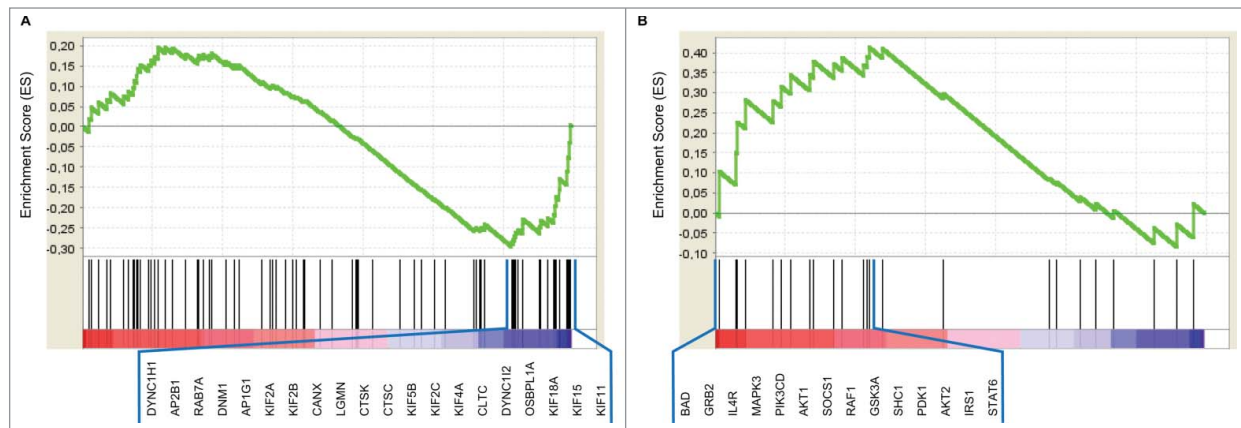 A
Enrichment Score (ES)
0,20
0,15
0,10
0,05
0,00
-0,05
-0,10
-0,15
-0,20
-0,25
-0,30
DYNC1H1
AP2B1
RAB7A
DNM1
AP1G1
KIF2A
KIF2B
CANX
LGMN
CTSK
CTSC
KIF5B
KIF2C
KIF4A
CLTC
DYNC1I2
OSBPL1A
KIF18A
KIF15
KIF11
B
Enrichment Score (ES)
0,40
0,35
0,30
0,25
0,20
0,15
0,10
0,05
0,00
-0,05
-0,10
BAD
GRB2
IL4R
MAPK3
PIK3CD
AKT1
SOCS1
RAF1
GSK3A
SHC1
PDK1
AKT2
IRS1
STAT6